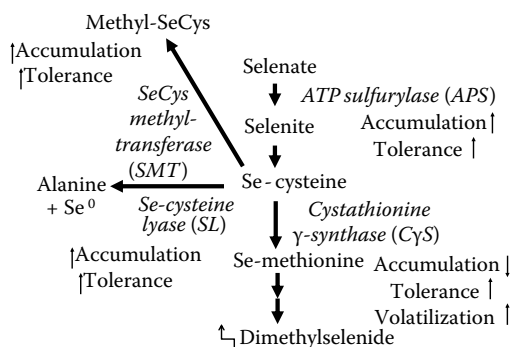 Methyl-SeCys
↑Accumulation
↑Tolerance
SeCys
methyl-
transferase
(SMT)
Selenate
ATP sulfurylase (APS)
Selenite
Accumulation↑
Tolerance ↑
Alanine
+ Se⁰
Se-cysteine
Se-cysteine
lyase (SL)
Cystathionine
γ-synthase (CγS)
↑Accumulation
↑Tolerance
Se-methionine
Accumulation↓
Tolerance ↑
Volatilization ↑
Dimethylselenide